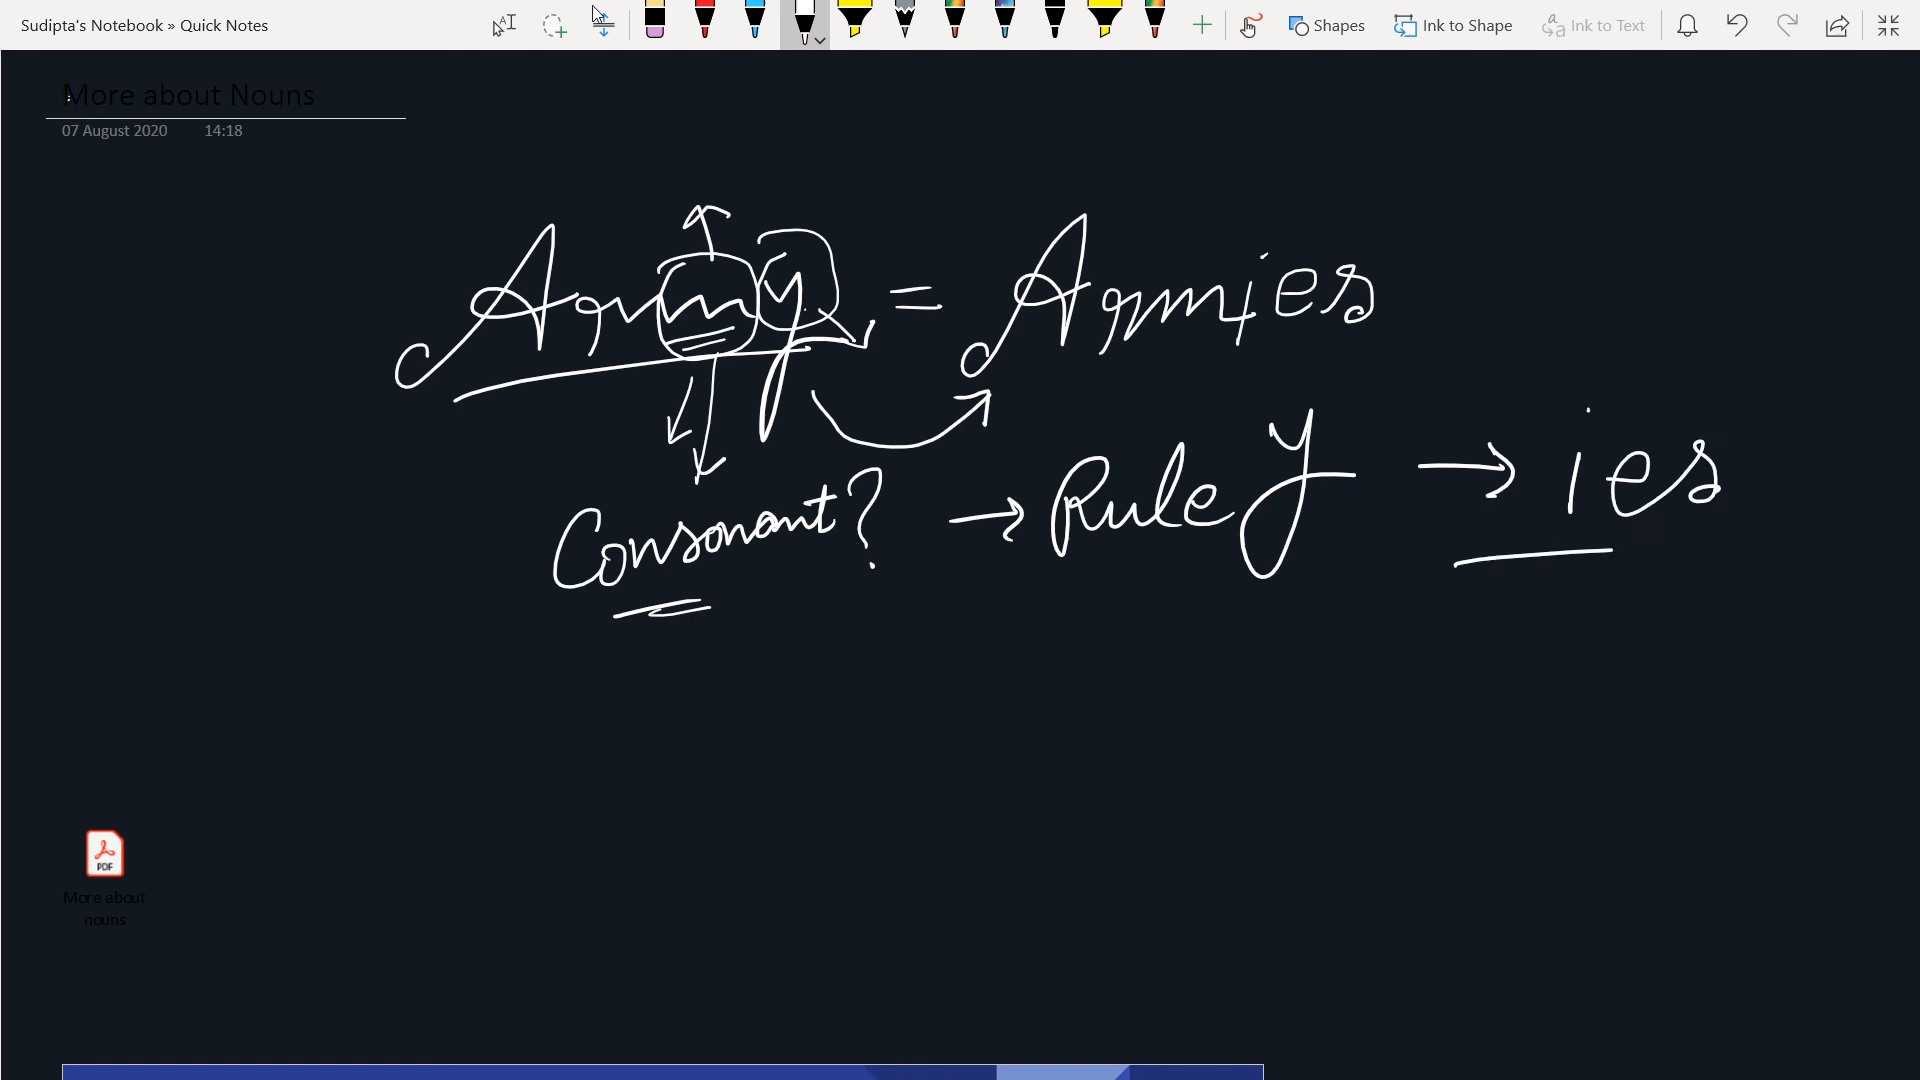 Sudipta's Notebook » Quick Notes
Shapes
Ink to Shape
Ink to Text
More about Nouns
07 August 2020 14:18
Army = Armies
Consonant? → Rule y → ies
PDF
More about
nouns